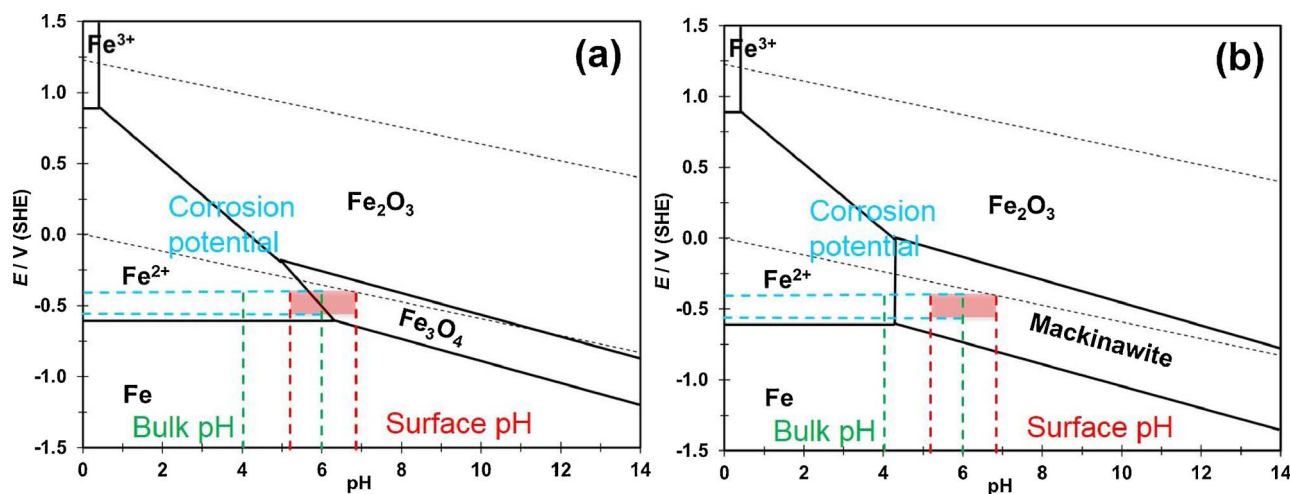 (a)
Fe³⁺
1.5
1.0
0.5
0.0
-0.5
-1.0
-1.5
E / V (SHE)
Fe₂O₃
Corrosion
potential
Fe²⁺
Fe₃O₄
Fe
Bulk pH
Surface pH
0 2 4 6 8 10 12 14
pH
(b)
Fe³⁺
1.5
1.0
0.5
0.0
-0.5
-1.0
-1.5
E / V (SHE)
Fe₂O₃
Corrosion
potential
Fe²⁺
Mackinawite
Fe
Bulk pH
Surface pH
0 2 4 6 8 10 12 14
pH